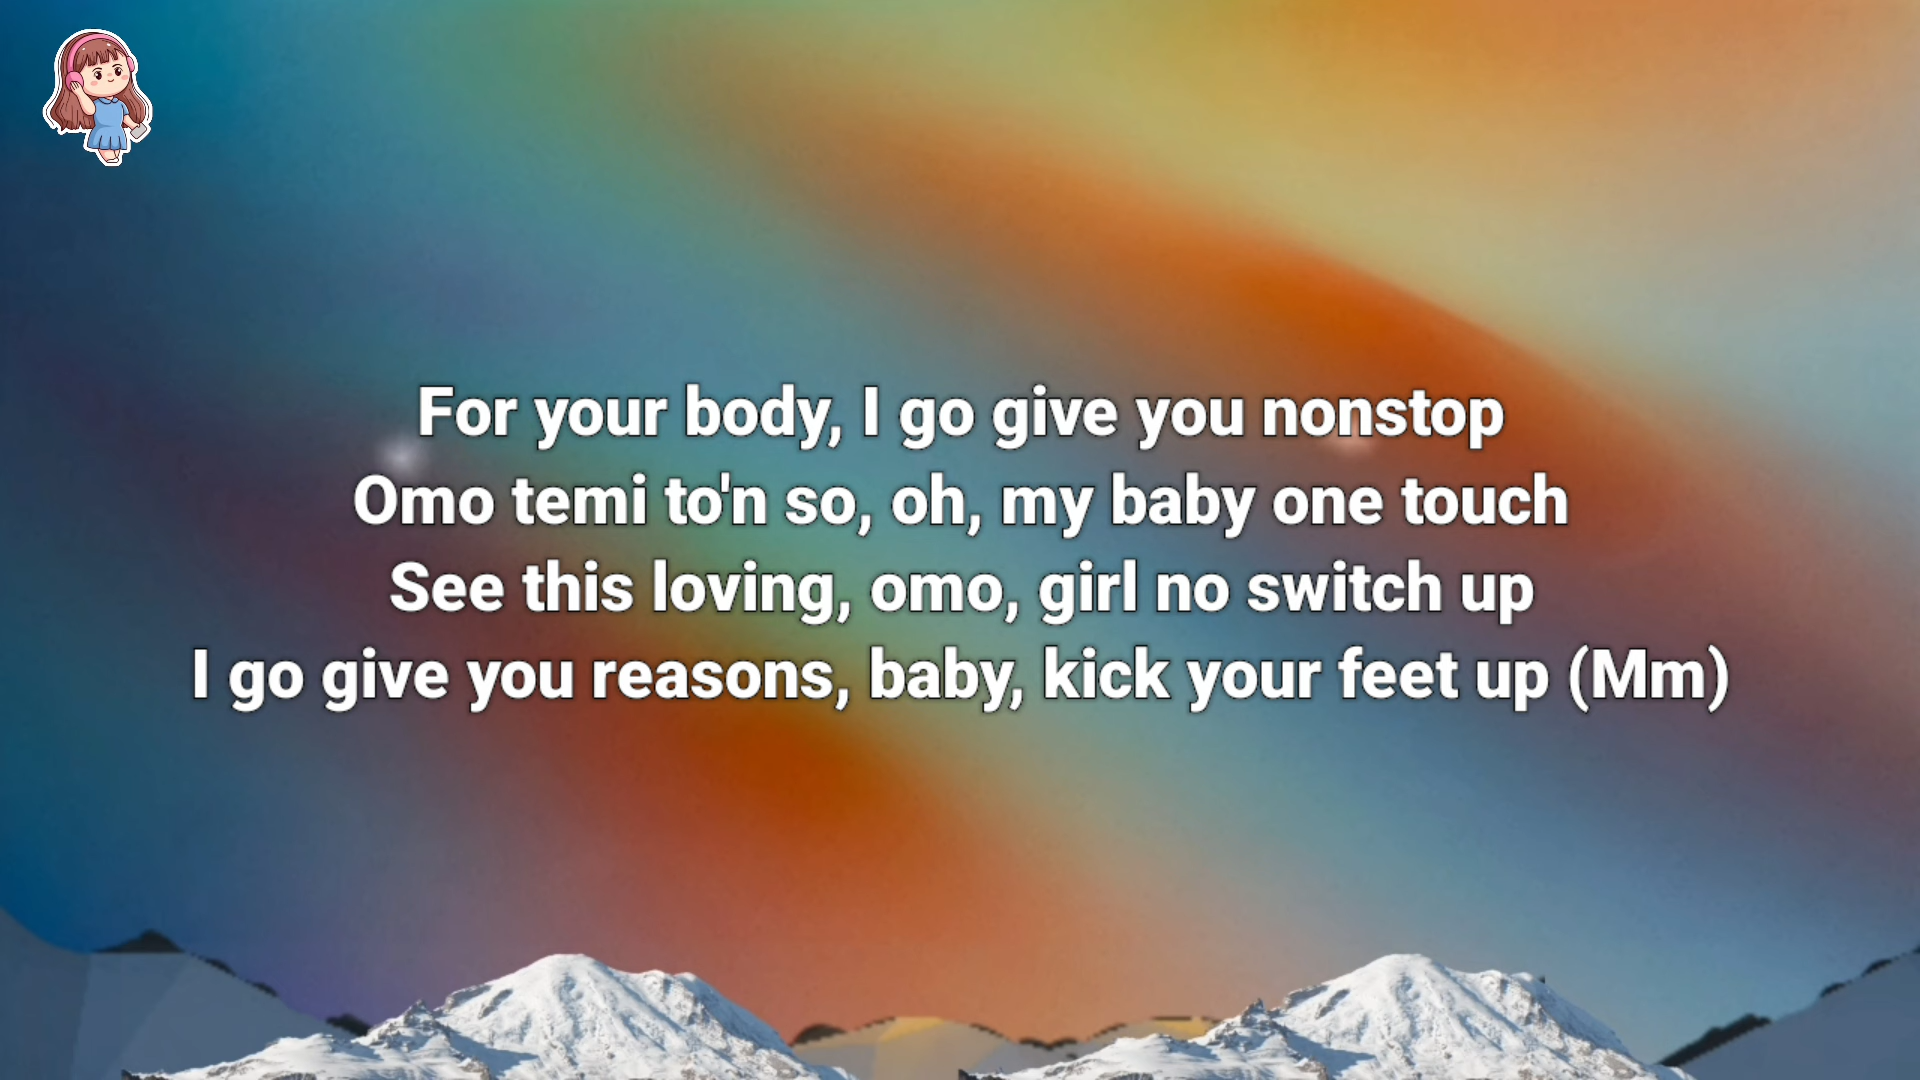 For your body, I go give you nonstop
Omo temi to'n so, oh, my baby one touch
See this loving, omo, girl no switch up
I go give you reasons, baby, kick your feet up (Mm)